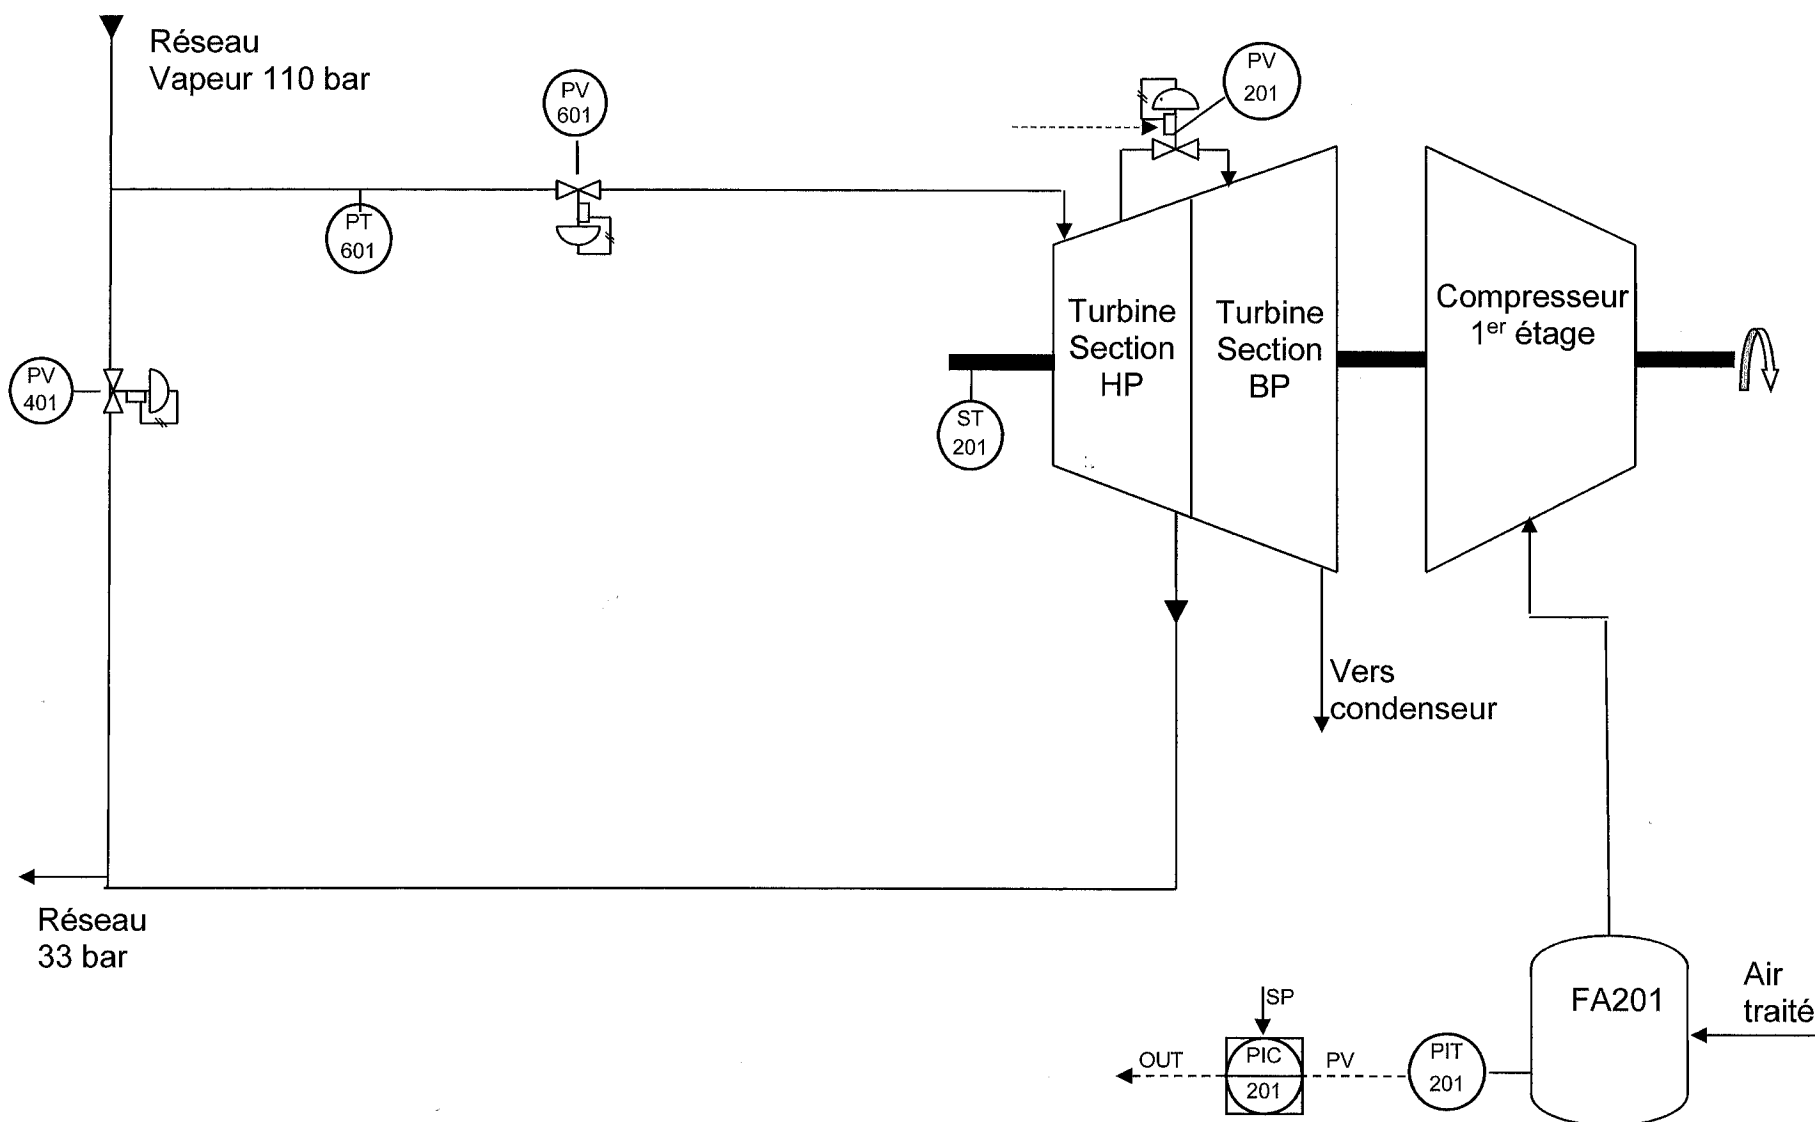 Réseau
Vapeur 110 bar
PV
601
PV
201
PT
601
Turbine
Section
HP
Turbine
Section
BP
Compresseur
1er étage
PV
401
ST
201
Vers
condenseur
Réseau
33 bar
Air
traité
FA201
SP
OUT
PIC
201
PV
PIT
201